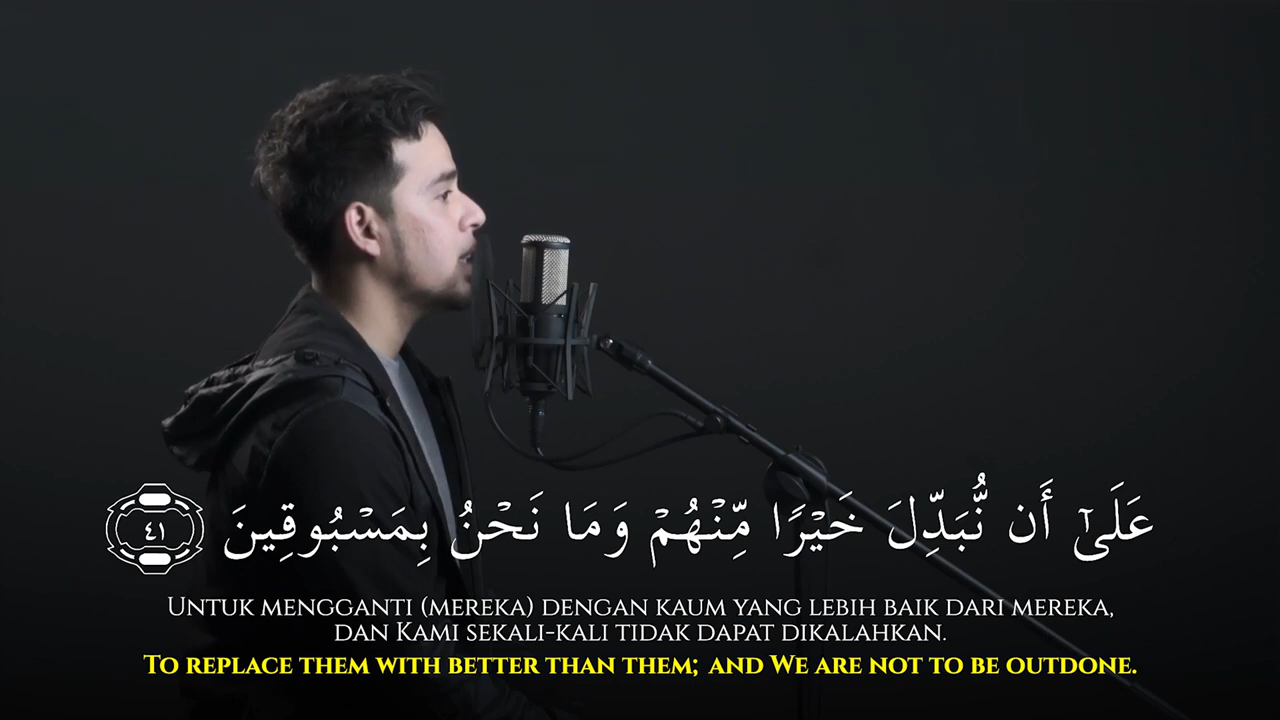 عَلَىٰٓ أَن نُّبَدِّلَ خَيْرًا مِّنْهُمْ وَمَا نَحْنُ بِمَسْبُوقِينَ ٤١
Untuk mengganti (mereka) dengan kaum yang lebih baik dari mereka,
dan Kami sekali-kali tidak dapat dikalahkan.
To replace them with better than them; and We are not to be outdone.